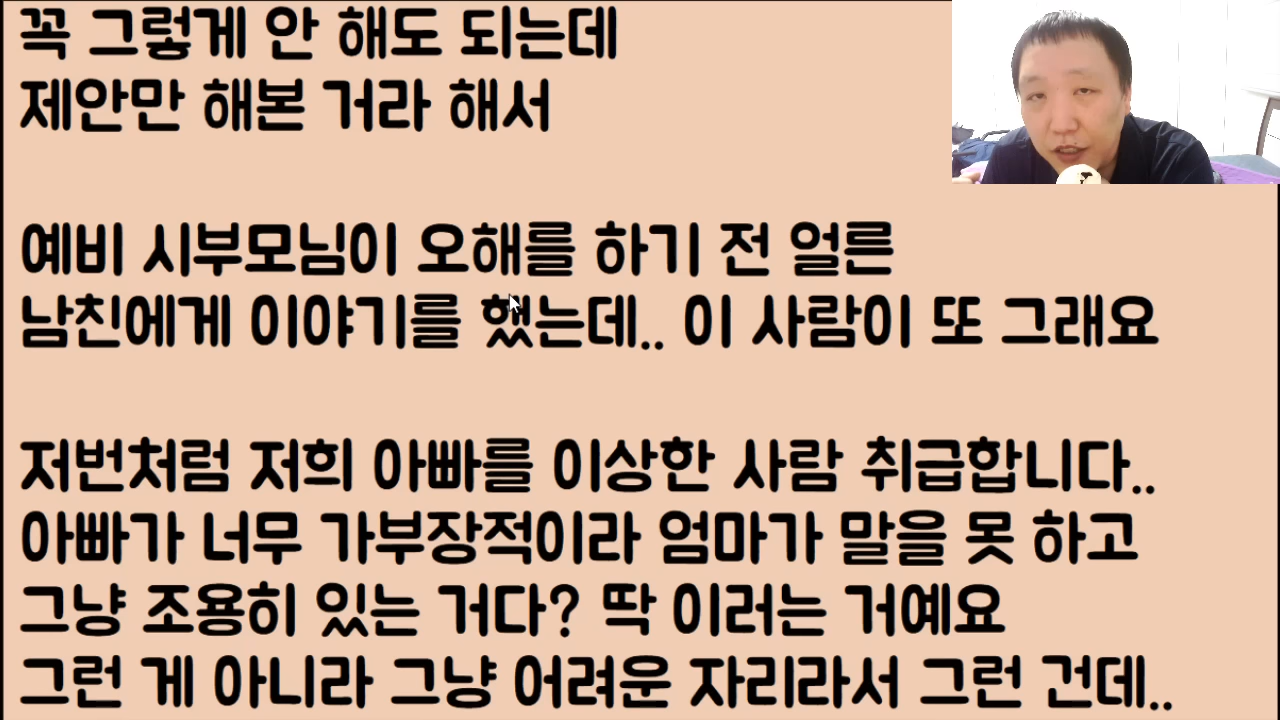 꼭 그렇게 안 해도 되는데
제안만 해본 거라 해서
예비 시부모님이 오해를 하기 전 얼른
남친에게 이야기를 했는데.. 이 사람이 또 그래요
저번처럼 저희 아빠를 이상한 사람 취급합니다..
아빠가 너무 가부장적이라 엄마가 말을 못 하고
그냥 조용히 있는 거다? 딱 이러는 거예요
그런 게 아니라 그냥 어려운 자리라서 그런 건데..